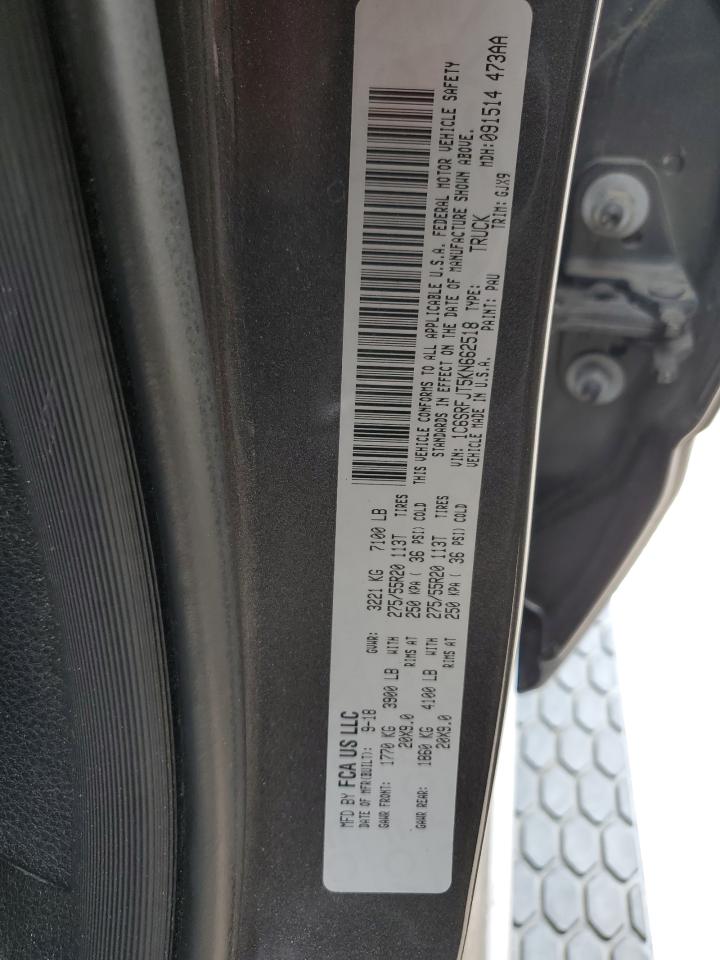 MFD BY FCA US LLC
DATE OF MFR(BUILT): 9-18 GVWR: 3221 KG 7100 LB
GAWR FRONT: 1770 KG 3900 LB WITH 275/55R20 113T TIRES
20X9.0 RIMS AT 250 KPA ( 36 PSI) COLD
GAWR REAR: 1860 KG 4100 LB WITH 275/55R20 113T TIRES
20X9.0 RIMS AT 250 KPA ( 36 PSI) COLD
THIS VEHICLE CONFORMS TO ALL APPLICABLE U.S.A. FEDERAL MOTOR VEHICLE SAFETY
STANDARDS IN EFFECT ON THE DATE OF MANUFACTURE SHOWN ABOVE.
VIN: 1C6SRFJT5KN662518 TYPE: TRUCK MDH: 091514 473AA
VEHICLE MADE IN U.S.A. PAINT: PAU TRIM: GJX9